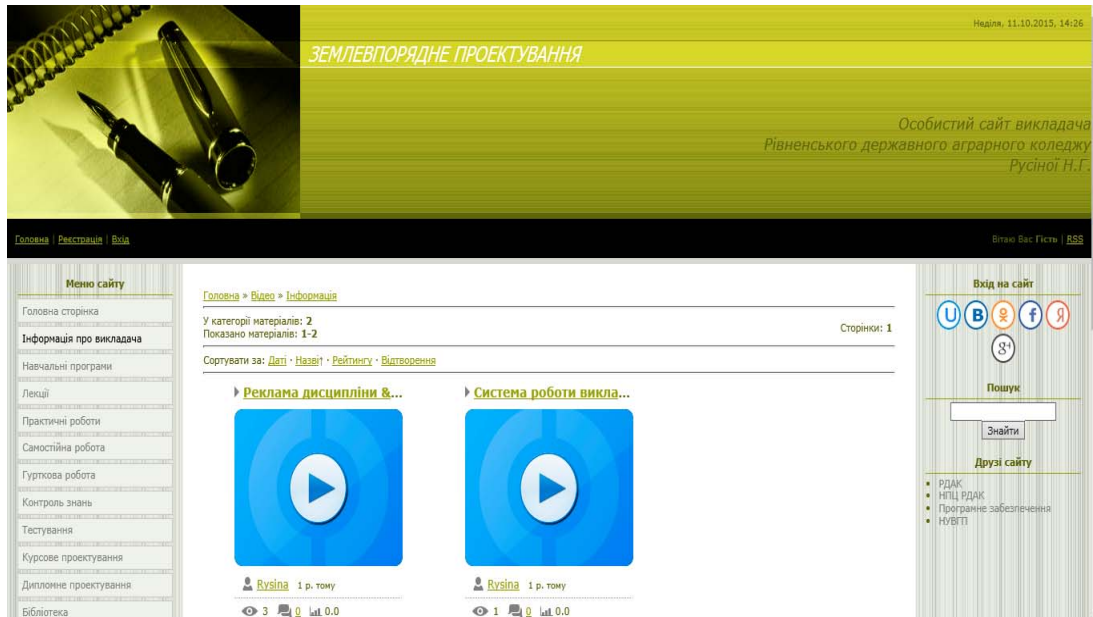 Неділя, 11.10.2015, 14:26
ЗЕМЛЕВПОРЯДНЕ ПРОЕКТУВАННЯ
Особистий сайт викладача
Рівненського державного аграрного коледжу
Русіної Н.Г.
Головна | Реєстрація | Вхід
Вітаю Вас Гість | RSS
Меню сайту
Головна сторінка
Інформація про викладача
Навчальні програми
Лекції
Практичні роботи
Самостійна робота
Гурткова робота
Контроль знань
Тестування
Курсове проектування
Дипломне проектування
Бібліотека
Головна » Відео » Інформація
У категорії матеріалів: 2
Показано матеріалів: 1-2
Сторінки: 1
Сортувати за: Даті · Назві↑ · Рейтингу · Відтворення
Реклама дисципліни &...
Rysina 1 р. тому
3 0 0.0
Система роботи викла...
Rysina 1 р. тому
1 0 0.0
Вхід на сайт
U B f Я
g+
Пошук
Знайти
Друзі сайту
РДАК
НПЦ РДАК
Програмне забезпечення
НУВГП